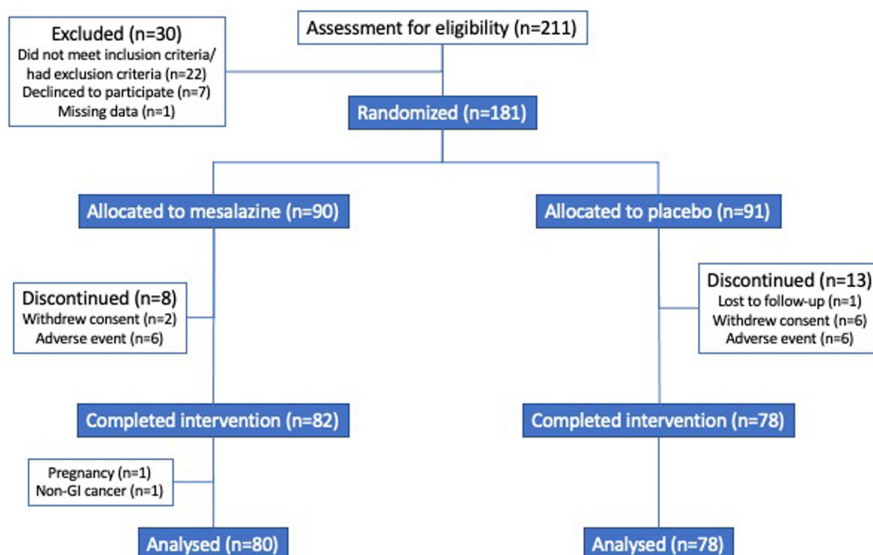 Assessment for eligibility (n=211)
Excluded (n=30)
Did not meet inclusion criteria/
had exclusion criteria (n=22)
Declinced to participate (n=7)
Missing data (n=1)
Randomized (n=181)
Allocated to mesalazine (n=90)
Allocated to placebo (n=91)
Discontinued (n=8)
Withdrew consent (n=2)
Adverse event (n=6)
Discontinued (n=13)
Lost to follow-up (n=1)
Withdrew consent (n=6)
Adverse event (n=6)
Completed intervention (n=82)
Completed intervention (n=78)
Pregnancy (n=1)
Non-GI cancer (n=1)
Analysed (n=80)
Analysed (n=78)